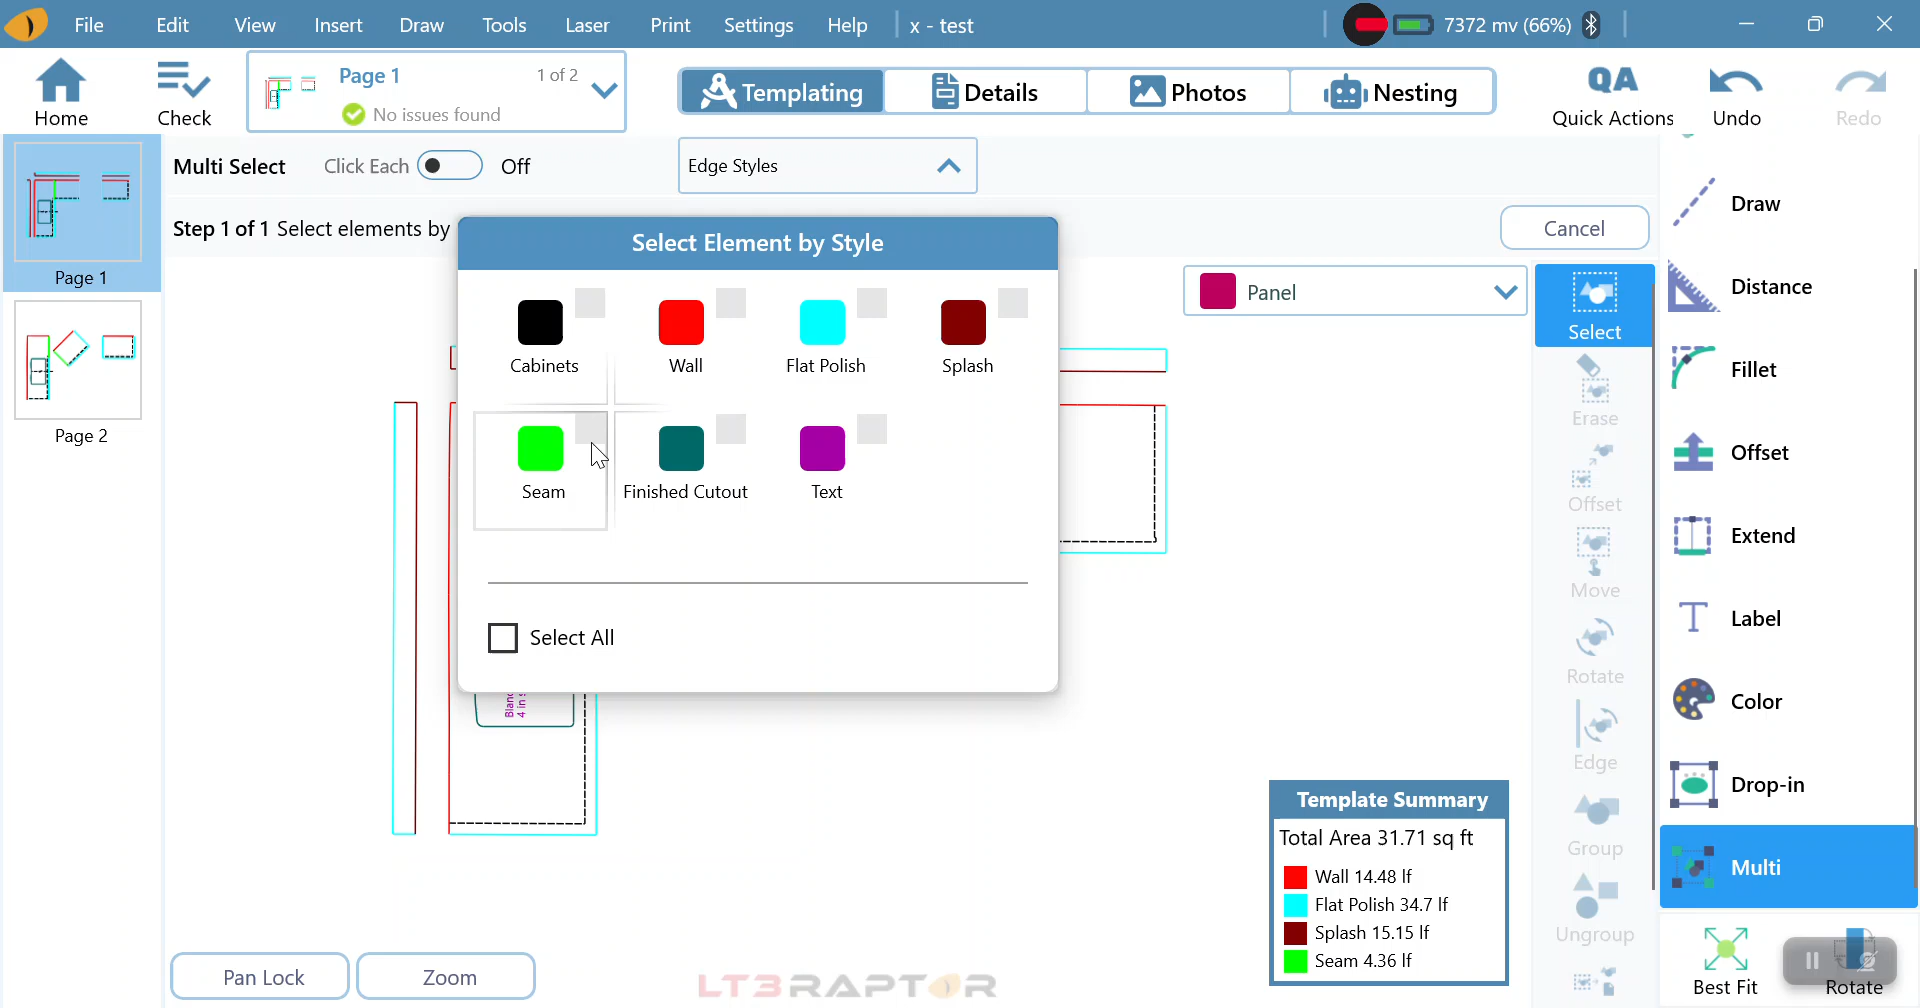 File Edit View Insert Draw Tools Laser Print Settings Help x - test 7372 mv (66%)
Home Check Page 1 1 of 2 No issues found Templating Details Photos Nesting QA Quick Actions Undo Redo
Multi Select Click Each Off Edge Styles
Step 1 of 1 Select elements by Cancel
Page 1
Page 2
Select Element by Style
Cabinets Wall Flat Polish Splash
Seam Finished Cutout Text
Select All
Panel
Select
Erase
Offset
Move
Rotate
Edge
Group
Ungroup
Draw
Distance
Fillet
Offset
Extend
Label
Color
Drop-in
Multi
Best Fit Rotate
4 in s
Template Summary
Total Area 31.71 sq ft
Wall 14.48 lf
Flat Polish 34.7 lf
Splash 15.15 lf
Seam 4.36 lf
Pan Lock Zoom
LT3RAPTOR